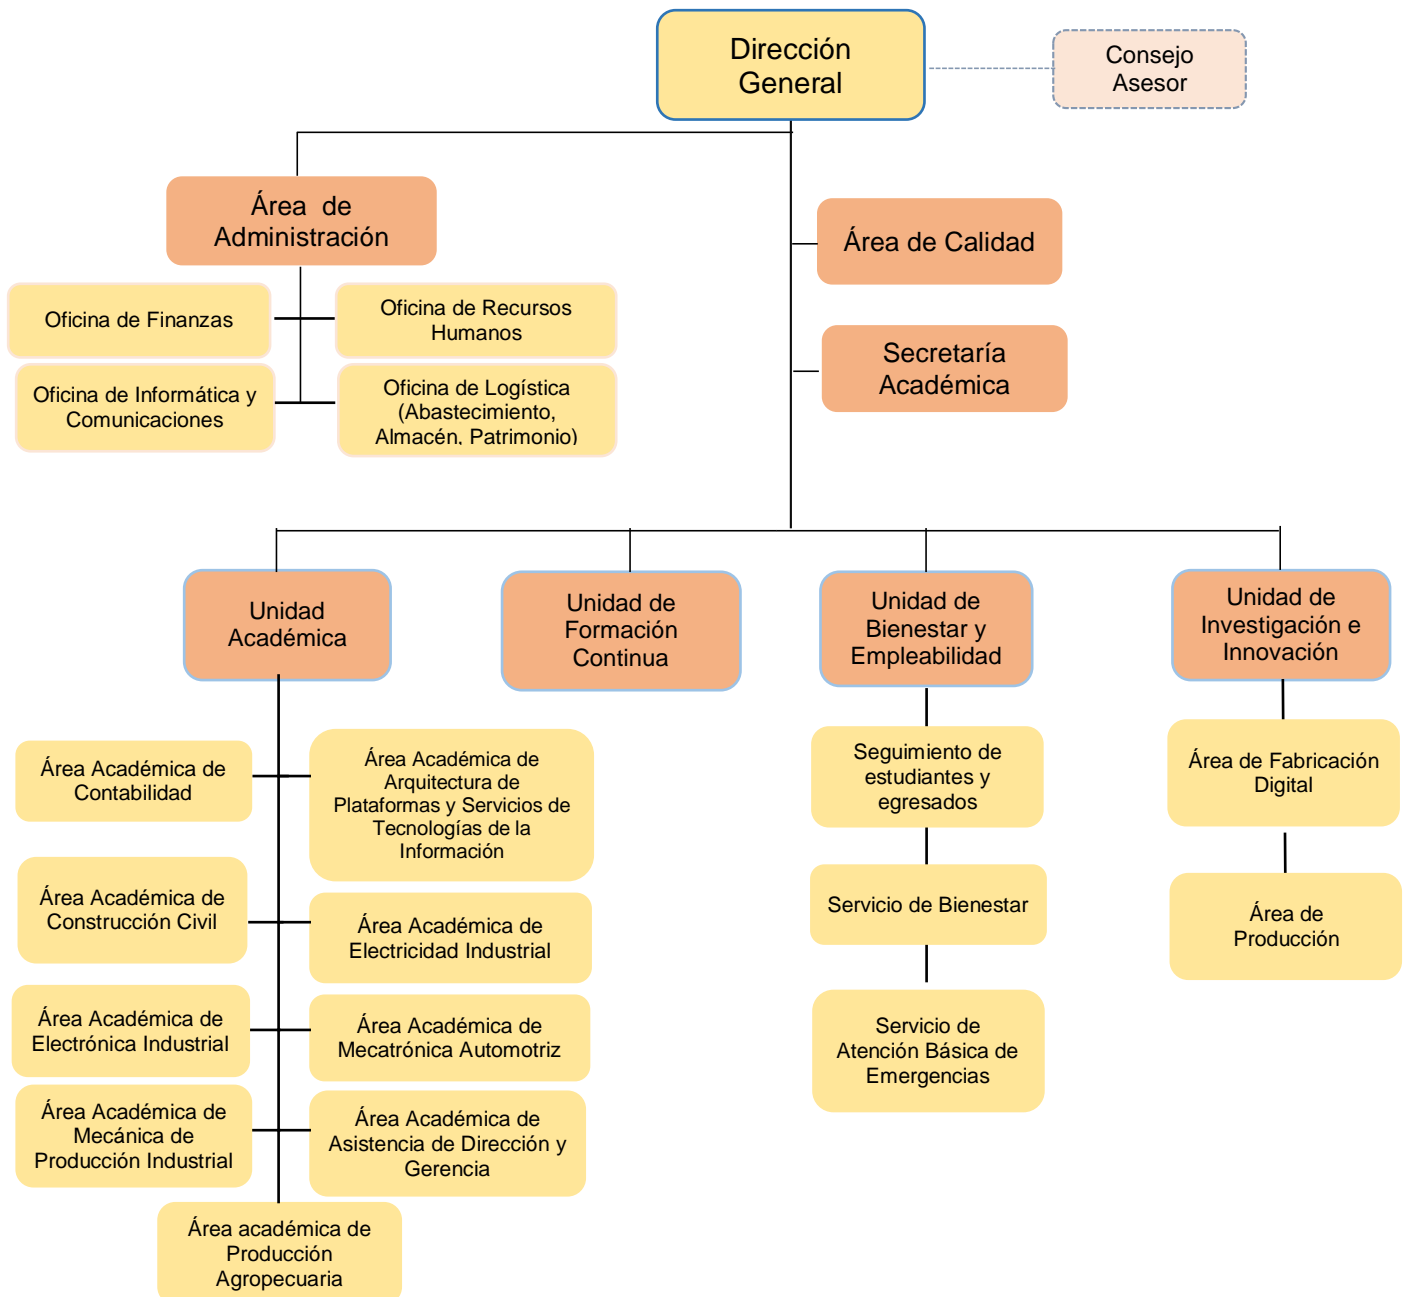 Dirección
General
Consejo
Asesor
Área de
Administración
Área de Calidad
Oficina de Finanzas
Oficina de Recursos
Humanos
Secretaría
Académica
Oficina de Informática y
Comunicaciones
Oficina de Logística
(Abastecimiento,
Almacén, Patrimonio)
Unidad
Académica
Unidad de
Formación
Continua
Unidad de
Bienestar y
Empleabilidad
Unidad de
Investigación e
Innovación
Área Académica de
Contabilidad
Área Académica de
Arquitectura de
Plataformas y Servicios de
Tecnologías de la
Información
Seguimiento de
estudiantes y
egresados
Área de Fabricación
Digital
Área Académica de
Construcción Civil
Área Académica de
Electricidad Industrial
Servicio de Bienestar
Área de
Producción
Área Académica de
Electrónica Industrial
Área Académica de
Mecatrónica Automotriz
Servicio de
Atención Básica de
Emergencias
Área Académica de
Mecánica de
Producción Industrial
Área Académica de
Asistencia de Dirección y
Gerencia
Área académica de
Producción
Agropecuaria